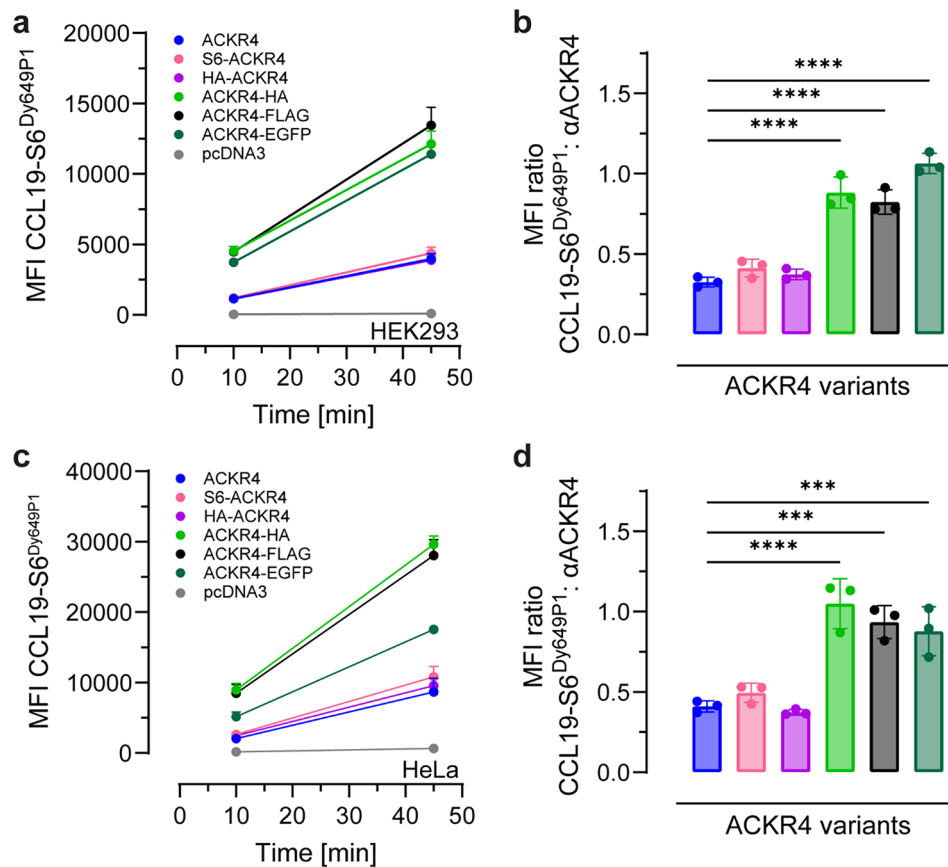 a
20000
15000
10000
5000
0
MFI CCL19-S6Dy649P1
ACKR4
S6-ACKR4
HA-ACKR4
ACKR4-HA
ACKR4-FLAG
ACKR4-EGFP
pcDNA3
HEK293
0 10 20 30 40 50
Time [min]
b
1.5
1.0
0.5
0.0
MFI ratio
CCL19-S6Dy649P1: αACKR4
****
****
****
ACKR4 variants
c
40000
30000
20000
10000
0
MFI CCL19-S6Dy649P1
ACKR4
S6-ACKR4
HA-ACKR4
ACKR4-HA
ACKR4-FLAG
ACKR4-EGFP
pcDNA3
HeLa
0 10 20 30 40 50
Time [min]
d
1.5
1.0
0.5
0.0
MFI ratio
CCL19-S6Dy649P1: αACKR4
***
***
****
ACKR4 variants